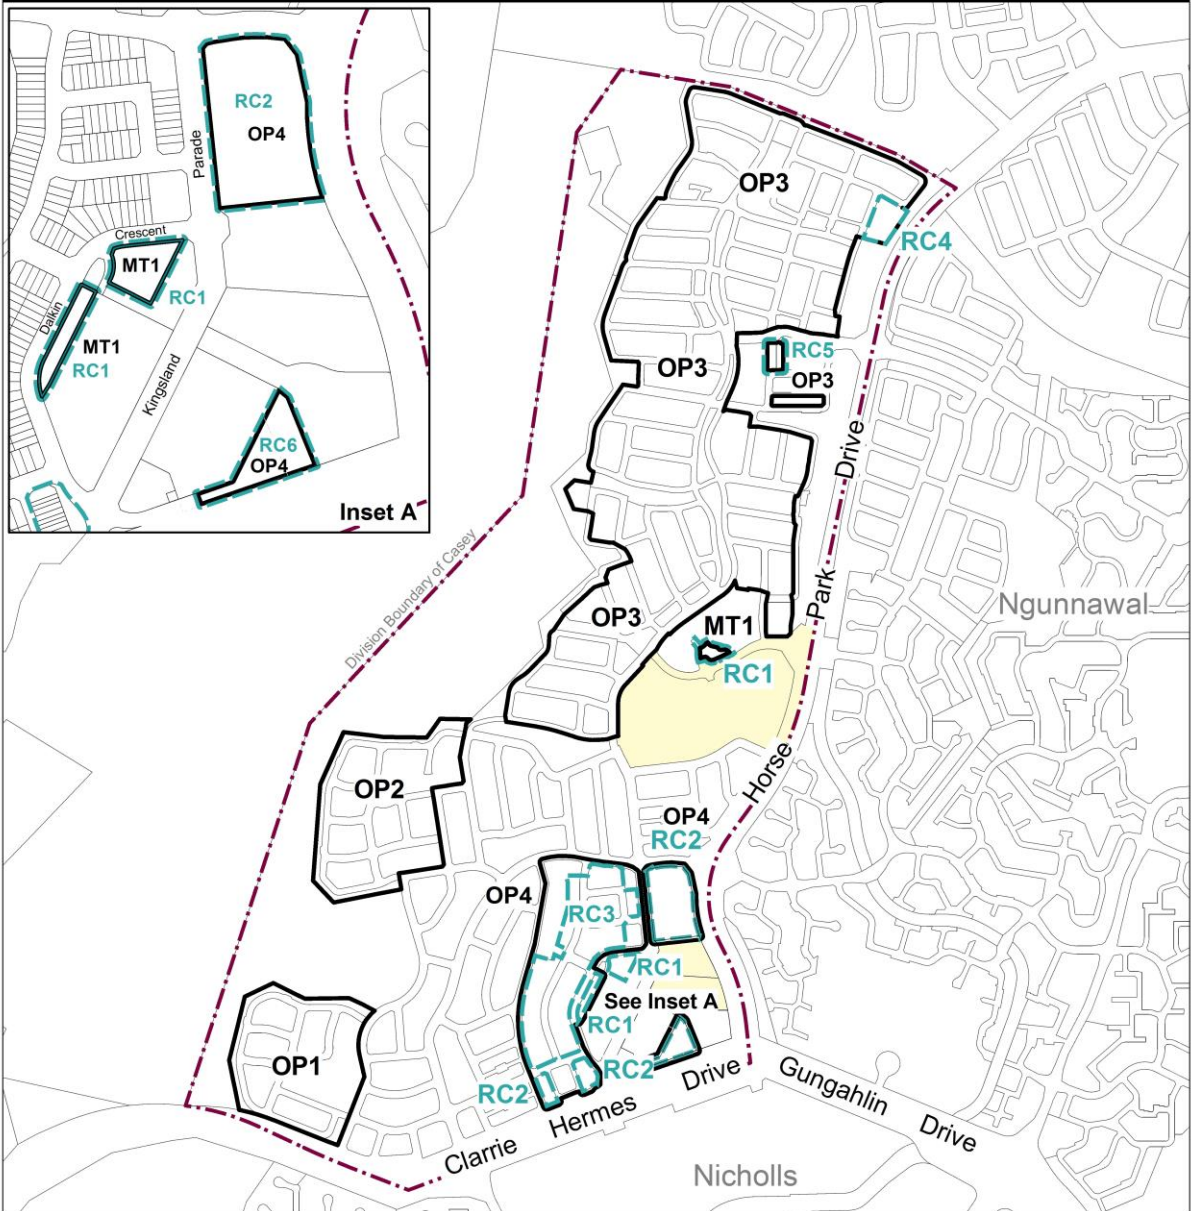 RC2
OP4
Parade
Crescent
MT1
RC1
Dalkin
MT1
RC1
Kingsland
RC6
OP4
Inset A
OP3
RC4
OP3
RC5
OP3
Drive
Division Boundary of Casey
Park
Ngunnawal
OP3
MT1
RC1
Horse
OP2
OP4
RC2
OP4
RC3
RC1
See Inset A
RC1
OP1
RC2
RC2
Clarrie Hermes Drive
Gungahlin Drive
Nicholls